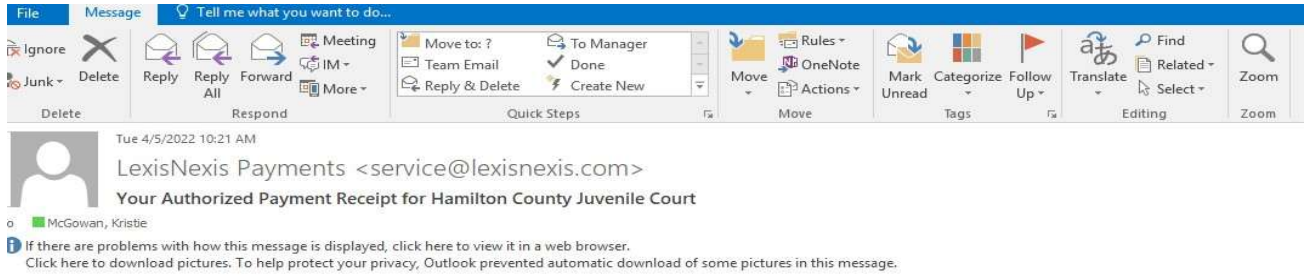 File Message Tell me what you want to do...
Ignore
Junk
Delete
Reply
Reply All
Forward
Meeting
IM
More
Move to: ?
To Manager
Team Email
Done
Reply & Delete
Create New
Move
Rules
OneNote
Actions
Mark Unread
Categorize
Follow Up
Translate
Find
Related
Select
Zoom
Delete Respond Quick Steps Move Tags Editing Zoom
Tue 4/5/2022 10:21 AM
LexisNexis Payments <service@lexisnexis.com>
Your Authorized Payment Receipt for Hamilton County Juvenile Court
o McGowan, Kristie
If there are problems with how this message is displayed, click here to view it in a web browser.
Click here to download pictures. To help protect your privacy, Outlook prevented automatic download of some pictures in this message.